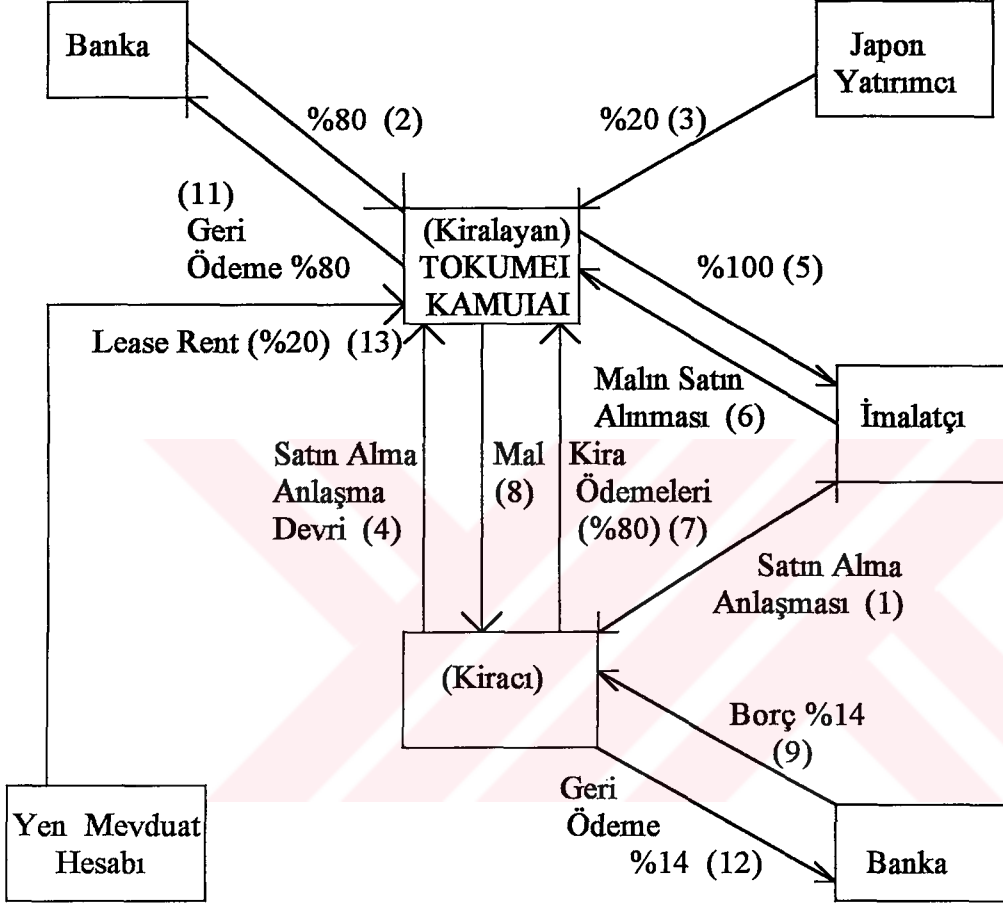 Banka
Japon
Yatırımcı
%80 (2)
%20 (3)
(11)
Geri
Ödeme %80
(Kiralayan)
TOKUMEI
KAMUIAI
%100 (5)
Lease Rent (%20) (13)
Malın Satın
Alınması (6)
İmalatçı
Satın Alma
Anlaşma
Devri (4)
Mal
(8)
Kira
Ödemeleri
(%80) (7)
Satın Alma
Anlaşması (1)
(Kiracı)
Borç %14
(9)
Geri
Ödeme
%14 (12)
Yen Mevduat
Hesabı
Banka